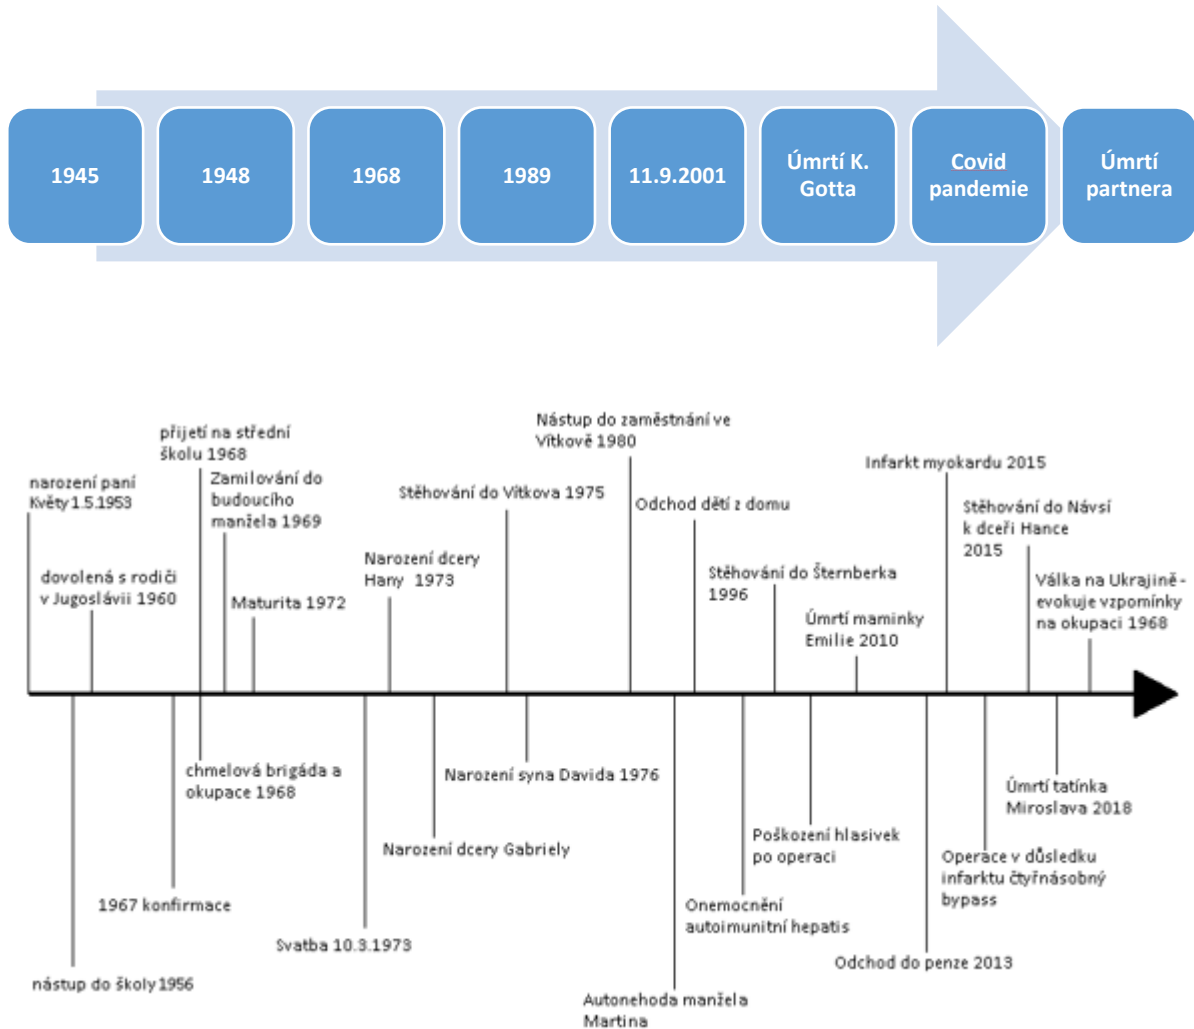 1945
1948
1968
1989
11.9.2001
Úmrtí K.
Gotta
Covid
pandemie
Úmrtí
partnera
narození paní
Květy 1.5.1953
dovolená s rodiči
v Jugoslávii 1960
přijetí na střední
školu 1968
Zamilování do
budoucího
manžela 1969
Maturita 1972
Narození dcery
Hany 1973
Stěhování do Vítkova 1975
Nástup do zaměstnání ve
Vítkově 1980
Odchod dětí z domu
Stěhování do Šternberka
1996
Úmrtí maminky
Emilie 2010
Infarkt myokardu 2015
Stěhování do Návsí
k dceři Hance
2015
Válka na Ukrajině -
evokuje vzpomínky
na okupaci 1968
nástup do školy 1956
1967 konfirmace
chmelová brigáda a
okupace 1968
Svatba 10.3.1973
Narození dcery Gabriely
Narození syna Davida 1976
Autonehoda manžela
Martina
Onemocnění
autoimunitní hepatis
Poškození hlasivek
po operaci
Odchod do penze 2013
Operace v důsledku
infarktu čtyřnásobný
bypass
Úmrtí tatínka
Miroslava 2018